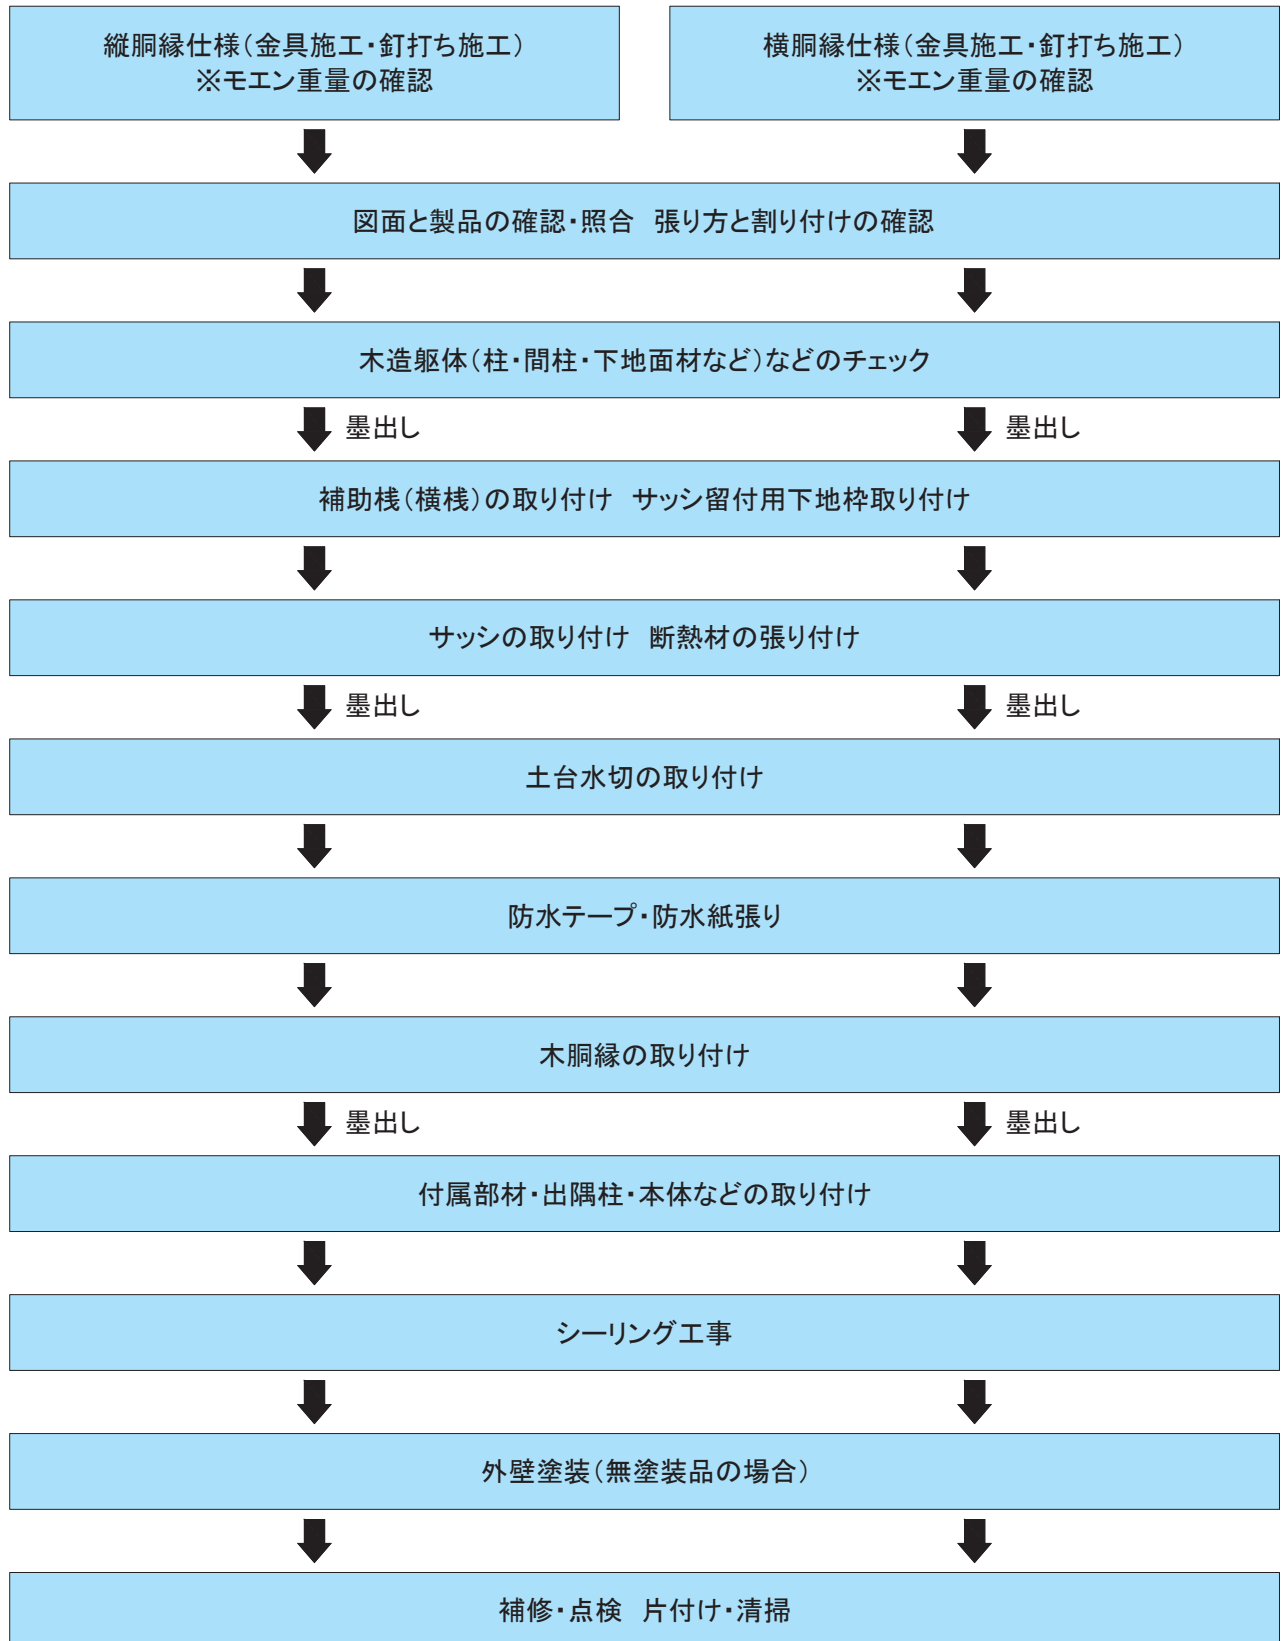 縦胴縁仕様（金具施工・釘打ち施工）
※モエン重量の確認
横胴縁仕様（金具施工・釘打ち施工）
※モエン重量の確認
図面と製品の確認・照合　張り方と割り付けの確認
木造躯体（柱・間柱・下地面材など）などのチェック
墨出し
墨出し
補助桟（横桟）の取り付け　サッシ留付用下地枠取り付け
サッシの取り付け　断熱材の張り付け
墨出し
墨出し
土台水切の取り付け
防水テープ・防水紙張り
木胴縁の取り付け
墨出し
墨出し
付属部材・出隅柱・本体などの取り付け
シーリング工事
外壁塗装（無塗装品の場合）
補修・点検　片付け・清掃